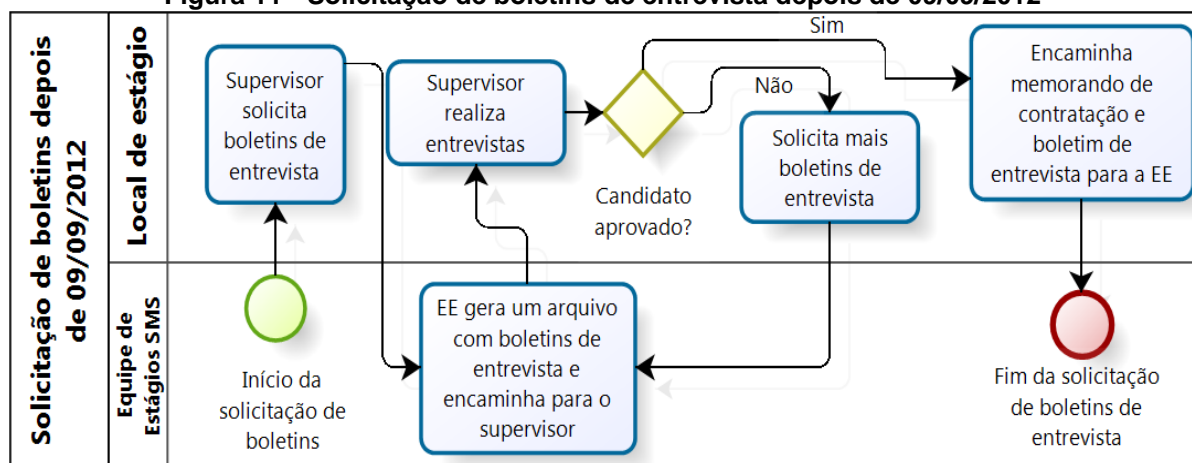 Solicitação de boletins depois
de 09/09/2012
Local de estágio
Supervisor
solicita
boletins de
entrevista
Supervisor
realiza
entrevistas
Candidato
aprovado?
Sim
Não
Solicita mais
boletins de
entrevista
Encaminha
memorando de
contratação e
boletim de
entrevista para a EE
Equipe de
Estágios SMS
Início da
solicitação de
boletins
EE gera um arquivo
com boletins de
entrevista e
encaminha para o
supervisor
Fim da solicitação
de boletins de
entrevista